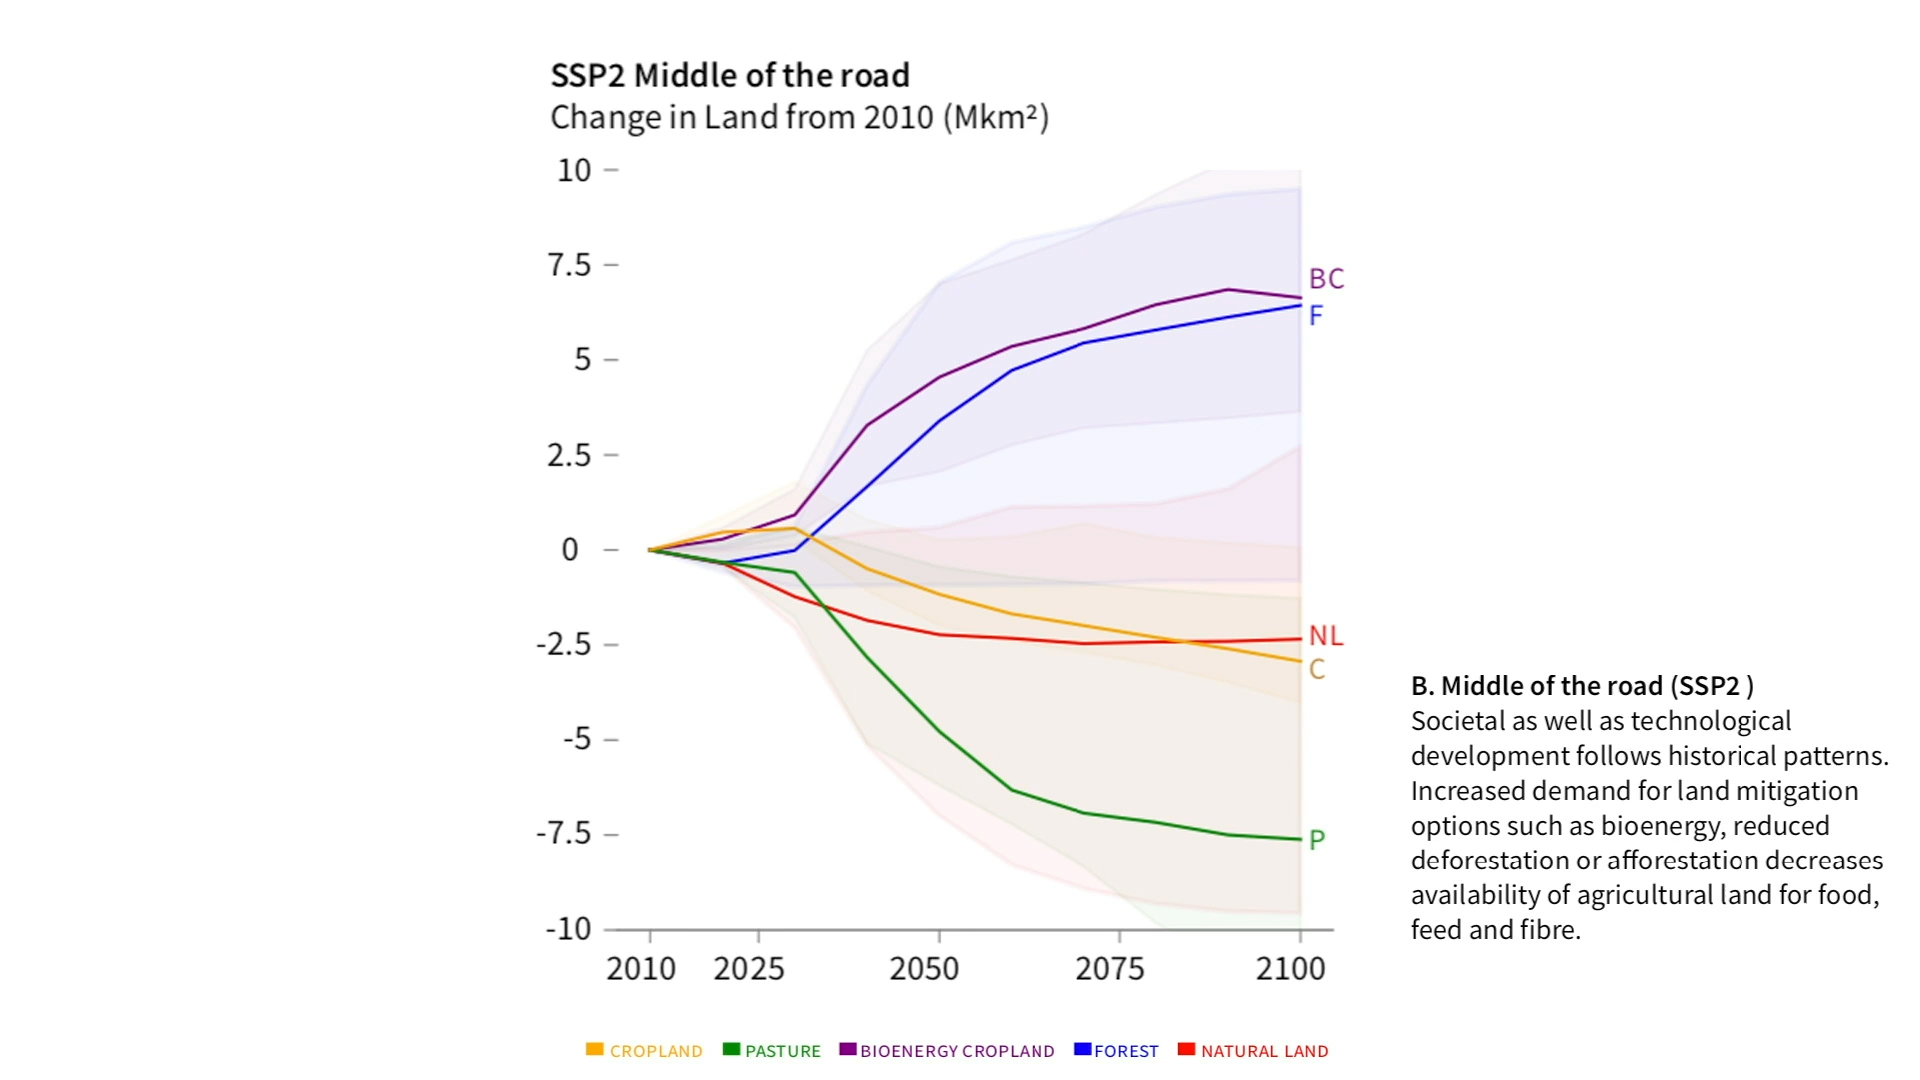 SSP2 Middle of the road
Change in Land from 2010 (Mkm²)
10
7.5
5
2.5
0
-2.5
-5
-7.5
-10
BC
F
NL
C
P
2010 2025 2050 2075 2100
B. Middle of the road (SSP2 )
Societal as well as technological
development follows historical patterns.
Increased demand for land mitigation
options such as bioenergy, reduced
deforestation or afforestation decreases
availability of agricultural land for food,
feed and fibre.
CROPLAND PASTURE BIOENERGY CROPLAND FOREST NATURAL LAND